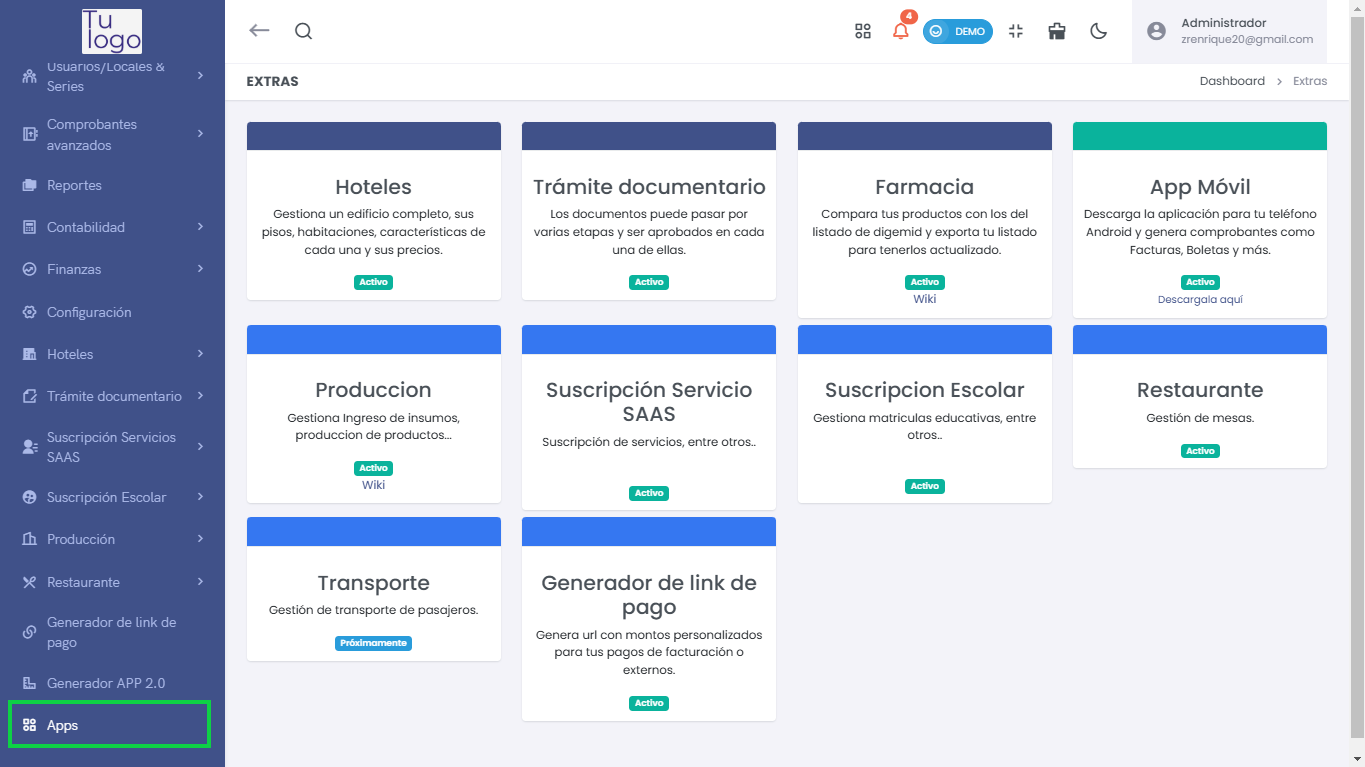 Tu
logo
Usuarios/Locales &
Series
Comprobantes
avanzados
Reportes
Contabilidad
Finanzas
Configuración
Hoteles
Trámite documentario
Suscripción Servicios
SAAS
Suscripción Escolar
Producción
Restaurante
Generador de link de
pago
Generador APP 2.0
Apps
4
DEMO
Administrador
zrenrique20@gmail.com
EXTRAS
Dashboard > Extras
Hoteles
Gestiona un edificio completo, sus
pisos, habitaciones, características de
cada una y sus precios.
Activo
Trámite documentario
Los documentos puede pasar por
varias etapas y ser aprobados en cada
una de ellas.
Activo
Farmacia
Compara tus productos con los del
listado de digemid y exporta tu listado
para tenerlos actualizado.
Activo
Wiki
App Móvil
Descarga la aplicación para tu teléfono
Android y genera comprobantes como
Facturas, Boletas y más.
Activo
Descargala aquí
Produccion
Gestiona Ingreso de insumos,
produccion de productos...
Activo
Wiki
Suscripción Servicio
SAAS
Suscripción de servicios, entre otros..
Activo
Suscripcion Escolar
Gestiona matriculas educativas, entre
otros..
Activo
Restaurante
Gestión de mesas.
Activo
Transporte
Gestión de transporte de pasajeros.
Próximamente
Generador de link de
pago
Genera url con montos personalizados
para tus pagos de facturación o
externos.
Activo